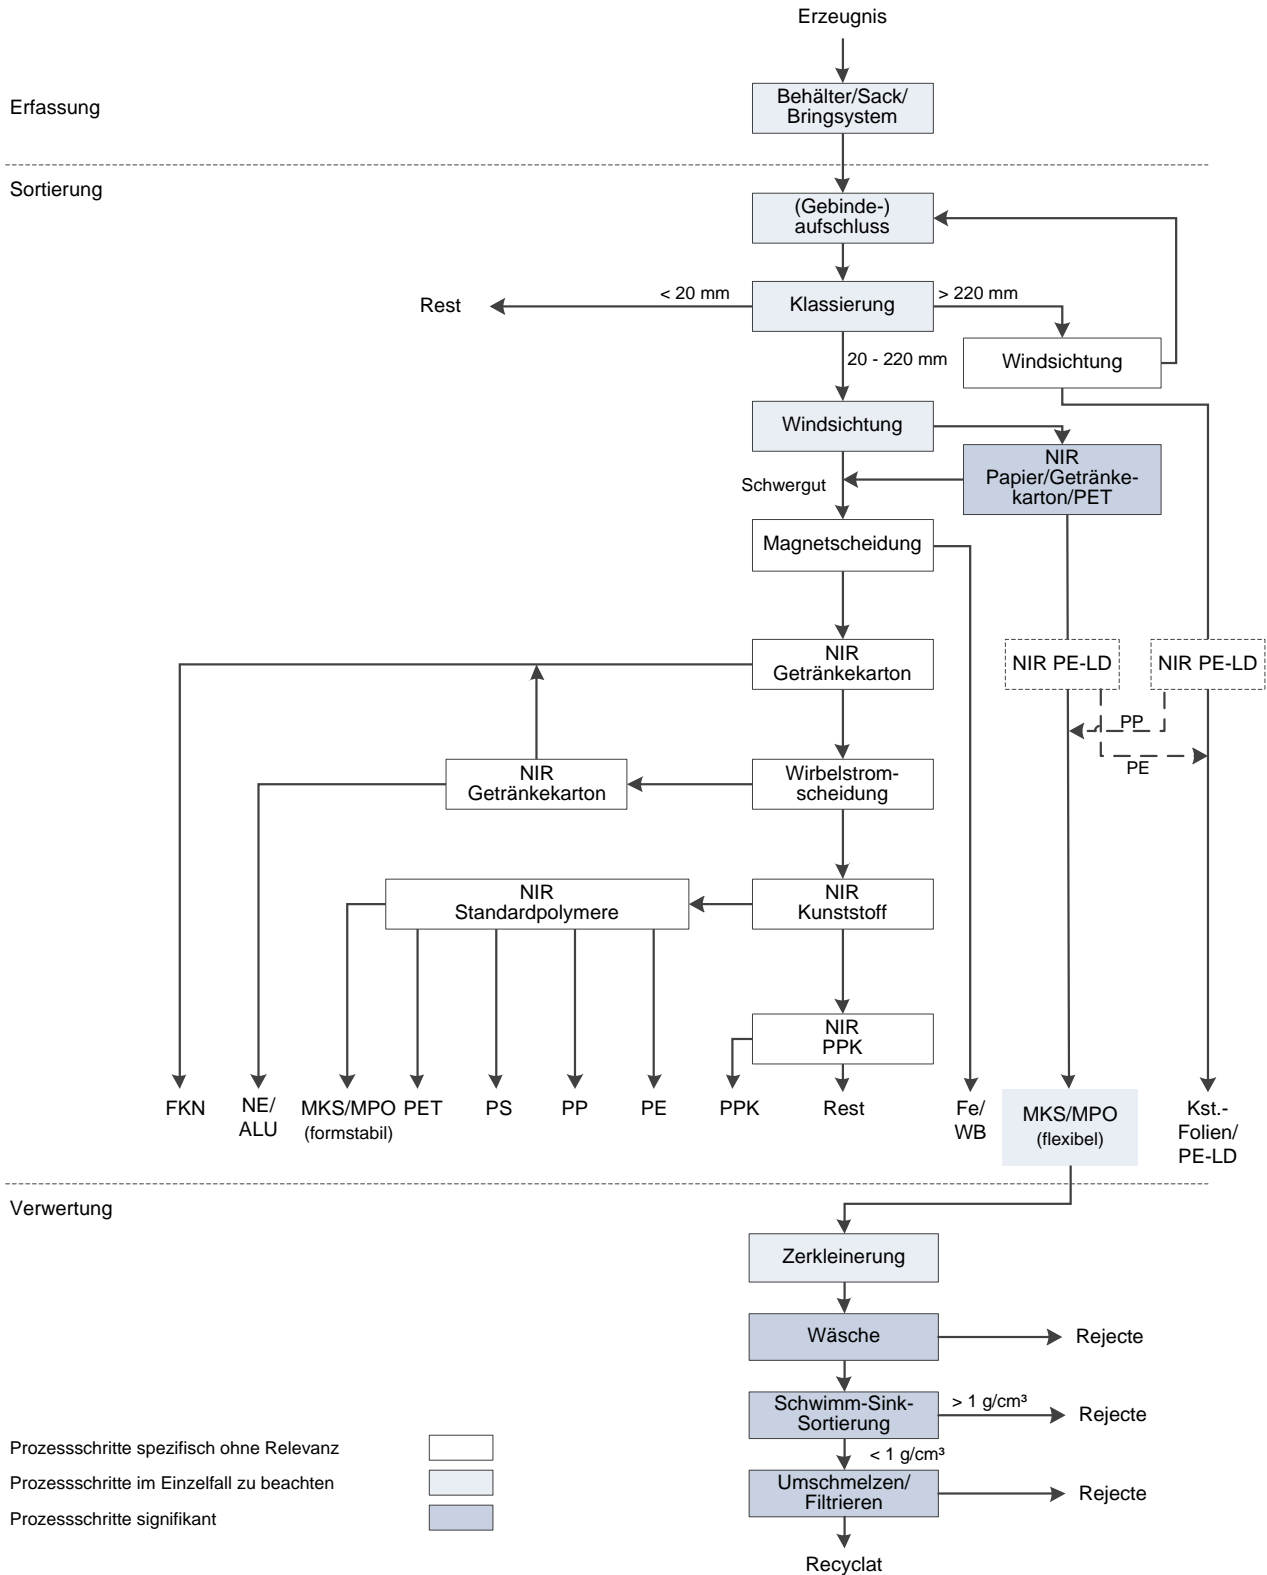 Erzeugnis
Erfassung
Behälter/Sack/
Bringsystem
Sortierung
(Gebinde-)
aufschluss
Rest
< 20 mm
Klassierung
> 220 mm
20 - 220 mm
Windsichtung
Windsichtung
NIR
Papier/Getränke-
karton/PET
Schwergut
Magnetscheidung
NIR
Getränkekarton
NIR PE-LD
NIR PE-LD
PP
PE
NIR
Getränkekarton
Wirbelstrom-
scheidung
NIR
Standardpolymere
NIR
Kunststoff
NIR
PPK
FKN
NE/
ALU
MKS/MPO
(formstabil)
PET
PS
PP
PE
PPK
Rest
Fe/
WB
MKS/MPO
(flexibel)
Kst.-
Folien/
PE-LD
Verwertung
Zerkleinerung
Wäsche
Rejecte
Schwimm-Sink-
Sortierung
> 1 g/cm³
Rejecte
< 1 g/cm³
Umschmelzen/
Filtrieren
Rejecte
Recyclat
Prozessschritte spezifisch ohne Relevanz
Prozessschritte im Einzelfall zu beachten
Prozessschritte signifikant